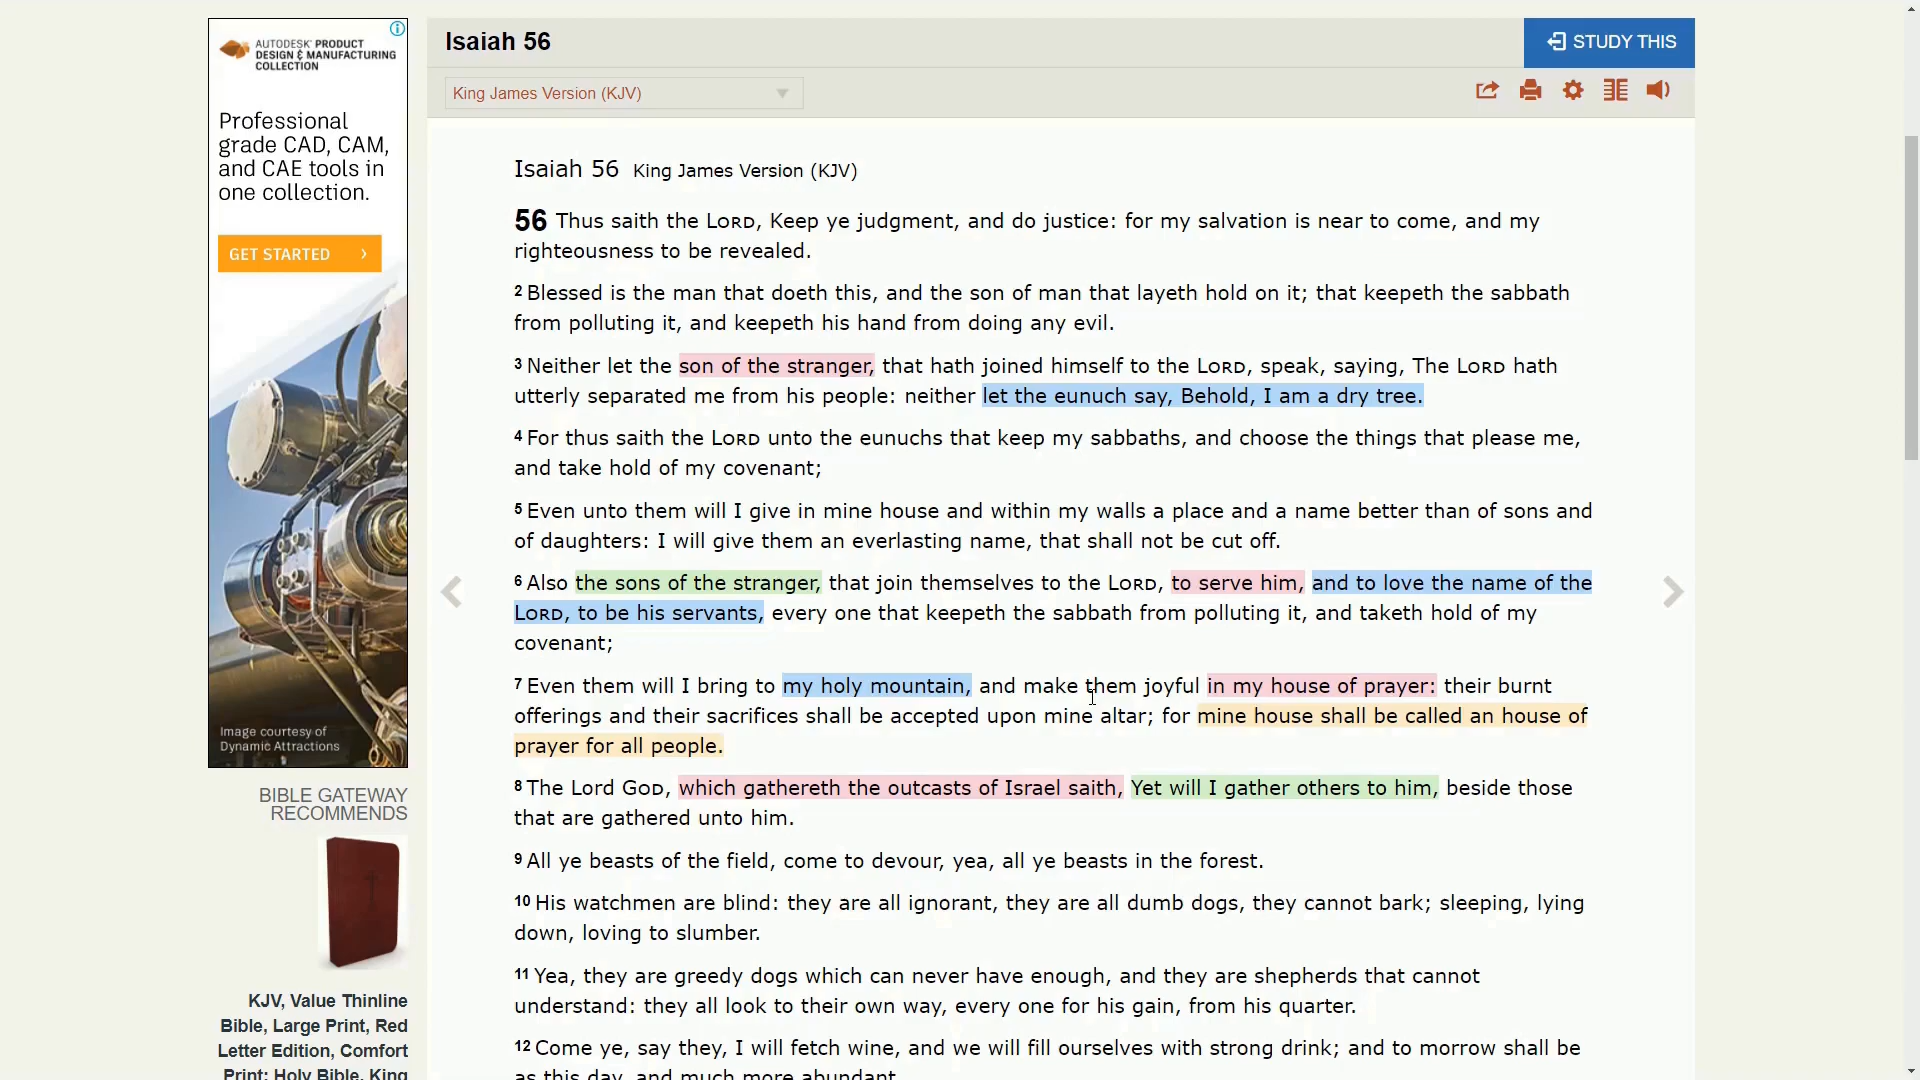 AUTODESK® PRODUCT
DESIGN & MANUFACTURING
COLLECTION
Professional
grade CAD, CAM,
and CAE tools in
one collection.
GET STARTED
Image courtesy of
Dynamic Attractions
BIBLE GATEWAY
RECOMMENDS
KJV, Value Thinline
Bible, Large Print, Red
Letter Edition, Comfort
Print: Holy Bible, King
Isaiah 56
STUDY THIS
King James Version (KJV)
Isaiah 56 King James Version (KJV)
56 Thus saith the LORD, Keep ye judgment, and do justice: for my salvation is near to come, and my
righteousness to be revealed.
2 Blessed is the man that doeth this, and the son of man that layeth hold on it; that keepeth the sabbath
from polluting it, and keepeth his hand from doing any evil.
3 Neither let the son of the stranger, that hath joined himself to the LORD, speak, saying, The LORD hath
utterly separated me from his people: neither let the eunuch say, Behold, I am a dry tree.
4 For thus saith the LORD unto the eunuchs that keep my sabbaths, and choose the things that please me,
and take hold of my covenant;
5 Even unto them will I give in mine house and within my walls a place and a name better than of sons and
of daughters: I will give them an everlasting name, that shall not be cut off.
6 Also the sons of the stranger, that join themselves to the LORD, to serve him, and to love the name of the
LORD, to be his servants, every one that keepeth the sabbath from polluting it, and taketh hold of my
covenant;
7 Even them will I bring to my holy mountain, and make them joyful in my house of prayer: their burnt
offerings and their sacrifices shall be accepted upon mine altar; for mine house shall be called an house of
prayer for all people.
8 The Lord GOD, which gathereth the outcasts of Israel saith, Yet will I gather others to him, beside those
that are gathered unto him.
9 All ye beasts of the field, come to devour, yea, all ye beasts in the forest.
10 His watchmen are blind: they are all ignorant, they are all dumb dogs, they cannot bark; sleeping, lying
down, loving to slumber.
11 Yea, they are greedy dogs which can never have enough, and they are shepherds that cannot
understand: they all look to their own way, every one for his gain, from his quarter.
12 Come ye, say they, I will fetch wine, and we will fill ourselves with strong drink; and to morrow shall be
as this day, and much more abundant.